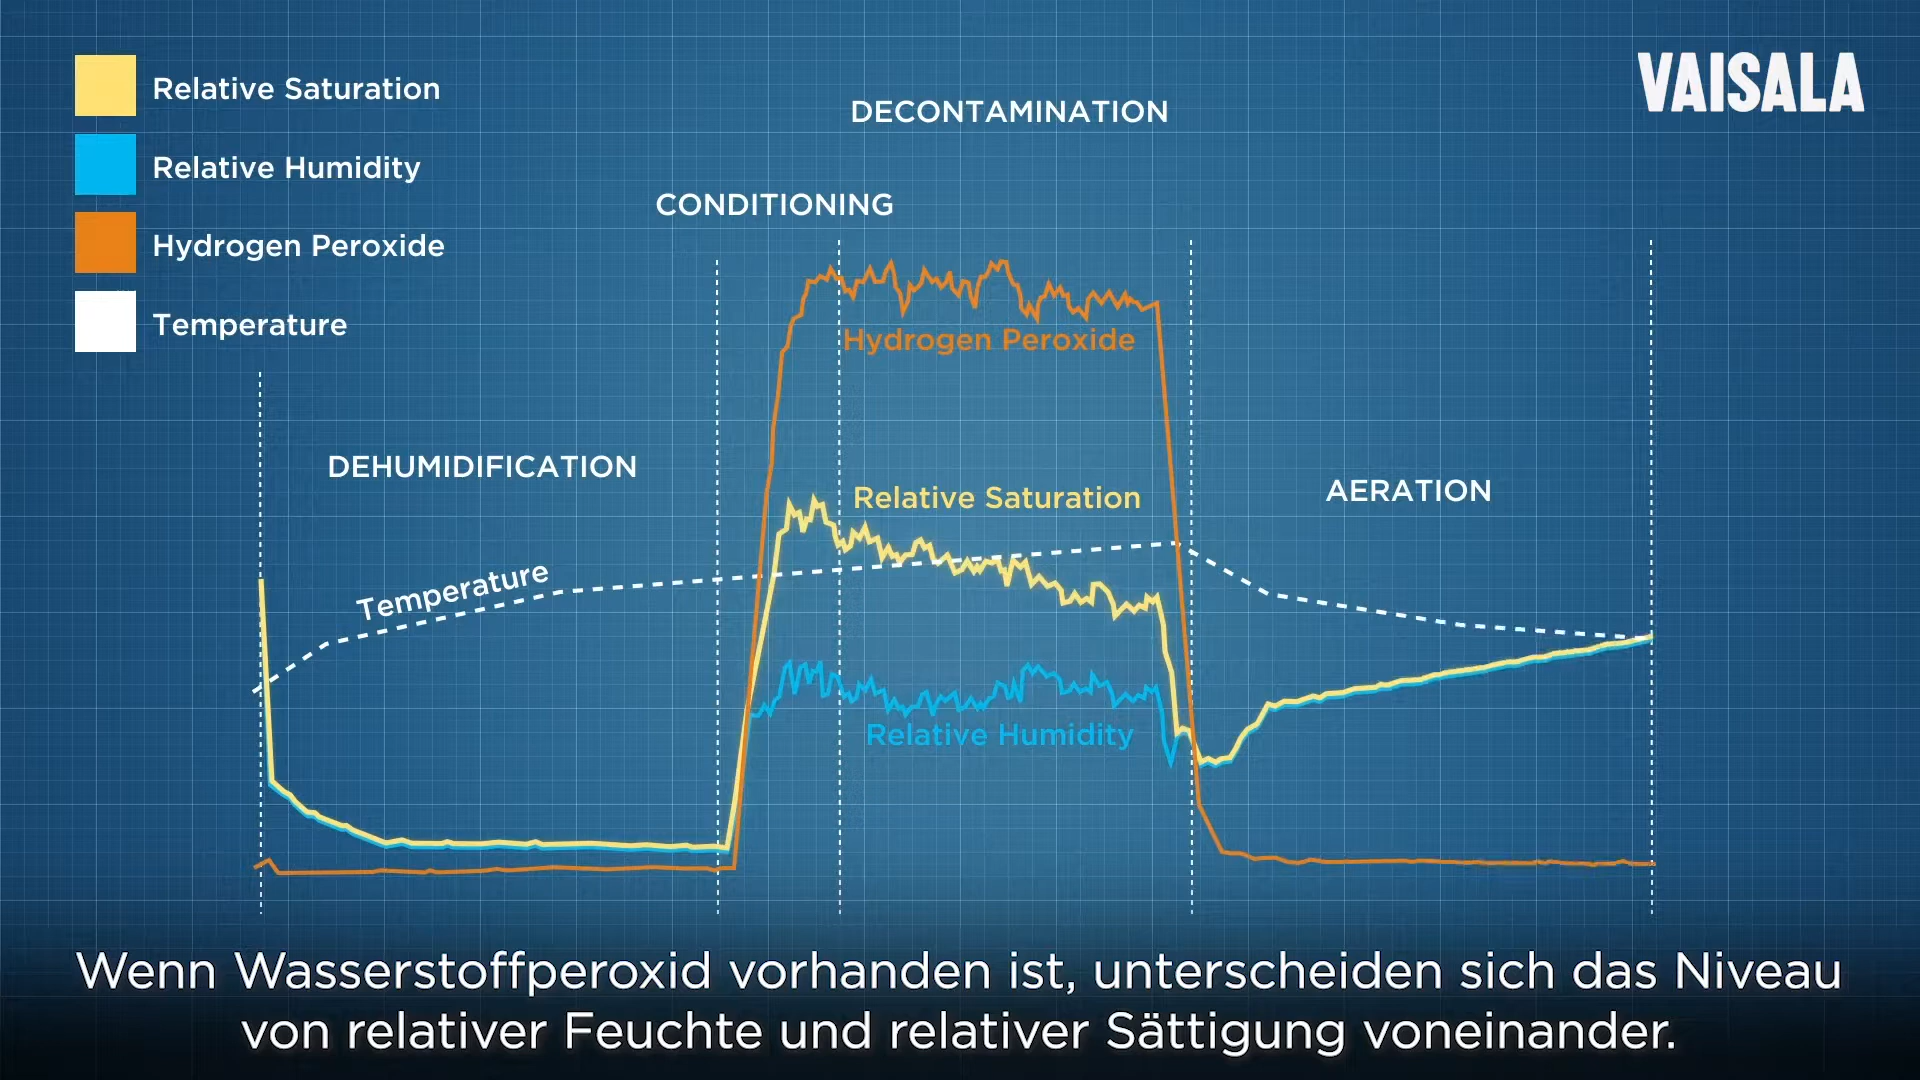 Relative Saturation
Relative Humidity
Hydrogen Peroxide
Temperature
VAISALA
DECONTAMINATION
CONDITIONING
DEHUMIDIFICATION
AERATION
Hydrogen Peroxide
Relative Saturation
Temperature
Relative Humidity
Wenn Wasserstoffperoxid vorhanden ist, unterscheiden sich das Niveau
von relativer Feuchte und relativer Sättigung voneinander.